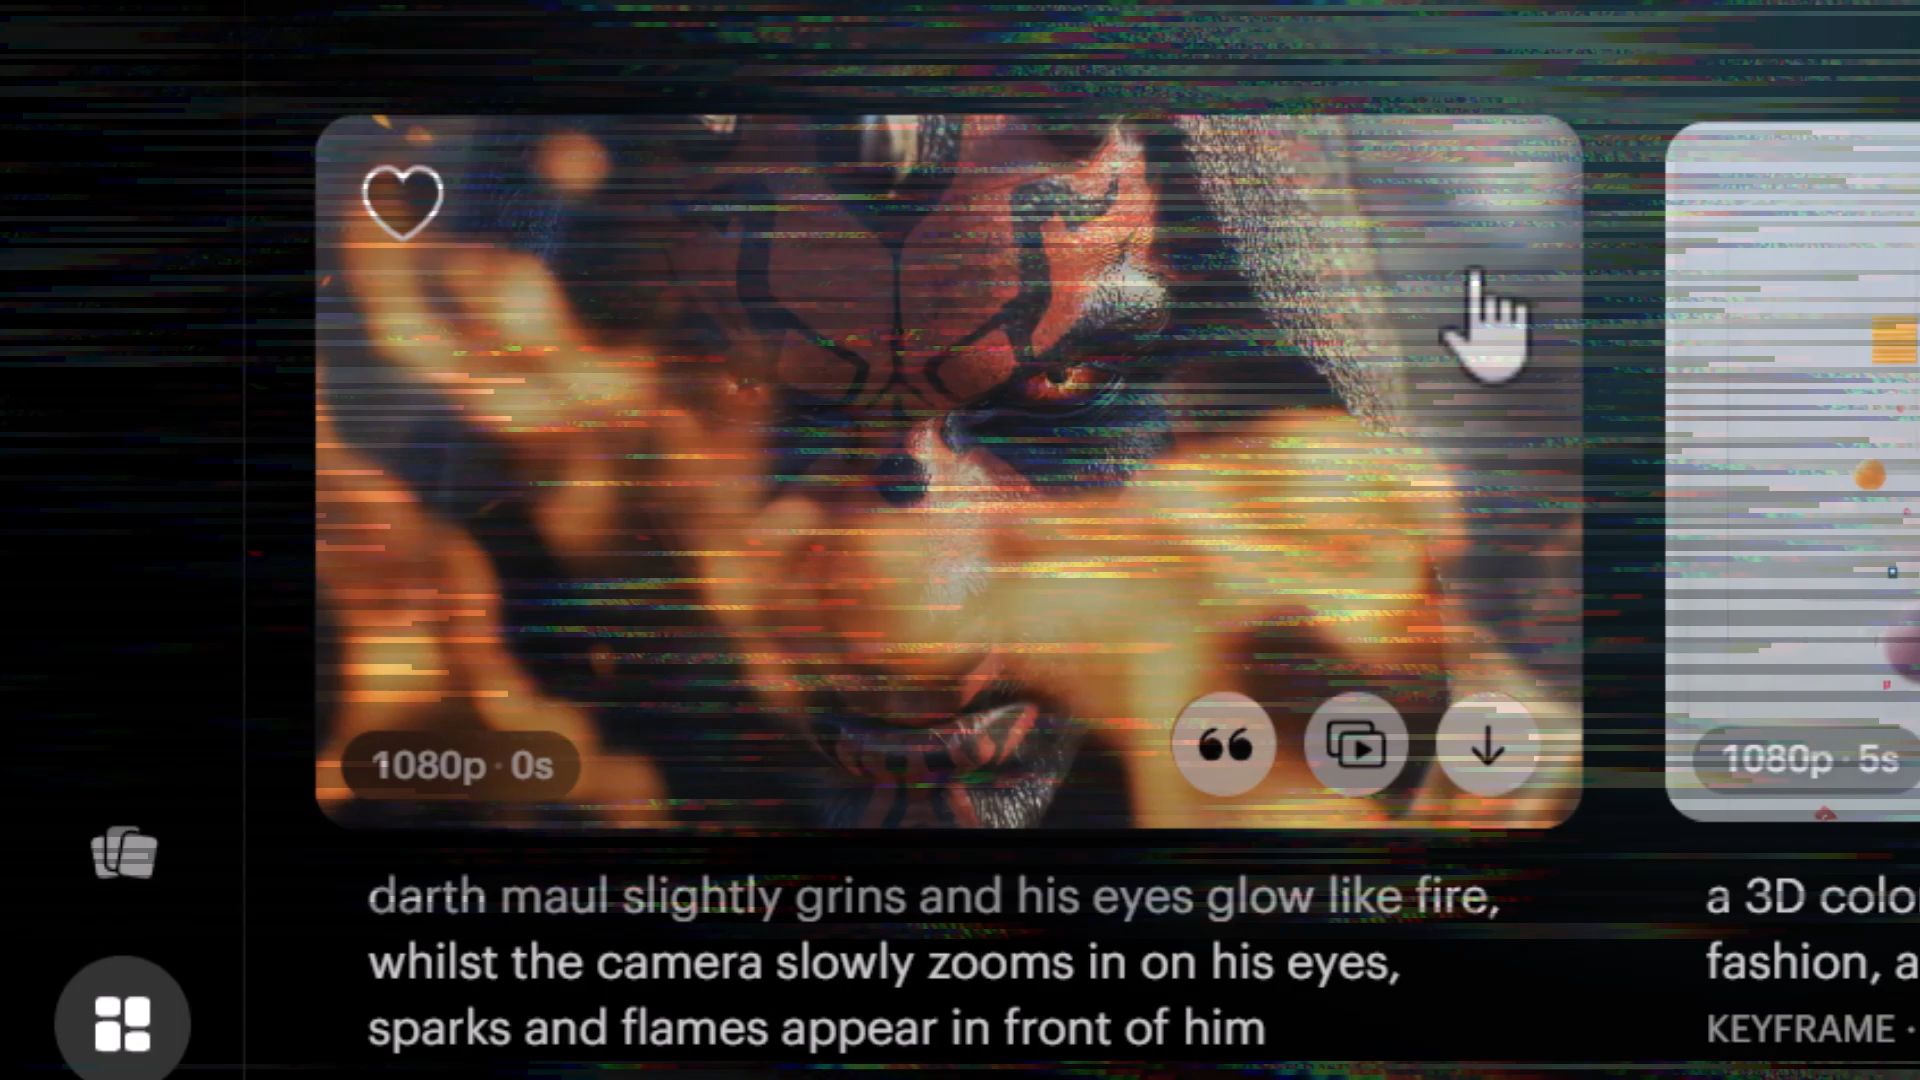 1080p · 0s
1080p · 5s
darth maul slightly grins and his eyes glow like fire,
whilst the camera slowly zooms in on his eyes,
sparks and flames appear in front of him
a 3D colo
fashion, a
KEYFRAME ·